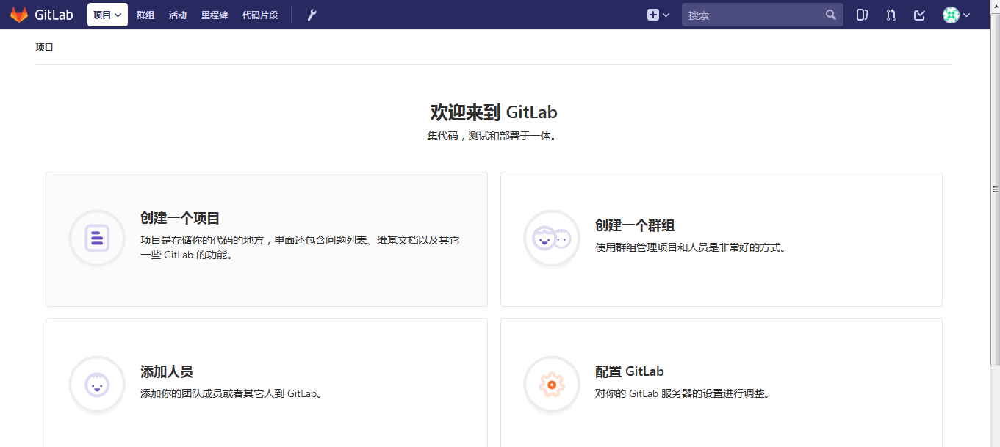 GitLab 项目 群组 活动 里程碑 代码片段 搜索
项目
欢迎来到 GitLab
集代码，测试和部署于一体。
创建一个项目
项目是存储你的代码的地方，里面还包含问题列表、维基文档以及其它
一些 GitLab 的功能。
创建一个群组
使用群组管理项目和人员是非常好的方式。
添加人员
添加你的团队成员或者其它人到 GitLab。
配置 GitLab
对你的 GitLab 服务器的设置进行调整。